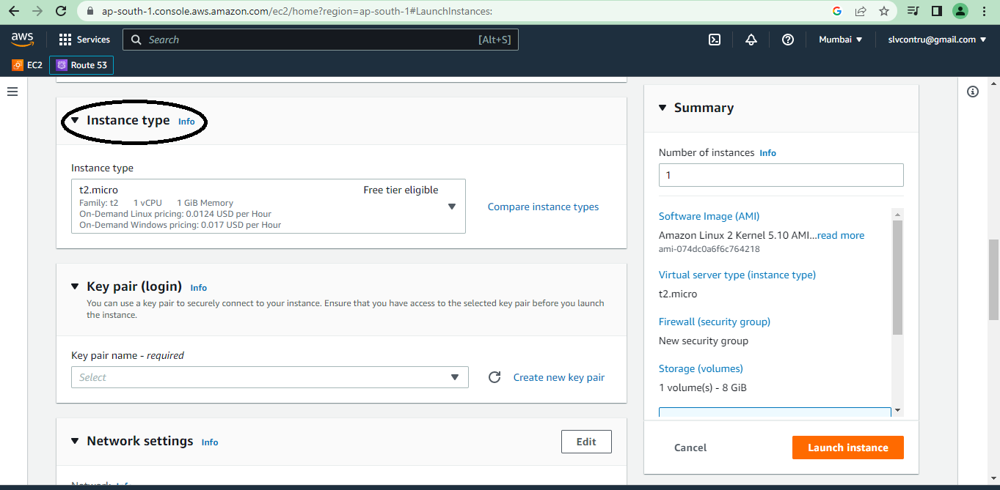 ap-south-1.console.aws.amazon.com/ec2/home?region=ap-south-1#LaunchInstances:
aws
Services
Search
[Alt+S]
Mumbai
slvcontru@gmail.com
EC2
Route 53
Instance type Info
Instance type
t2.micro
Free tier eligible
Family: t2 1 vCPU 1 GiB Memory
On-Demand Linux pricing: 0.0124 USD per Hour
On-Demand Windows pricing: 0.017 USD per Hour
Compare instance types
Key pair (login) Info
You can use a key pair to securely connect to your instance. Ensure that you have access to the selected key pair before you launch
the instance.
Key pair name - required
Select
Create new key pair
Network settings Info
Edit
Network Info
Summary
Number of instances Info
1
Software Image (AMI)
Amazon Linux 2 Kernel 5.10 AMI...read more
ami-074dc0a6f6c764218
Virtual server type (instance type)
t2.micro
Firewall (security group)
New security group
Storage (volumes)
1 volume(s) - 8 GiB
Cancel
Launch instance